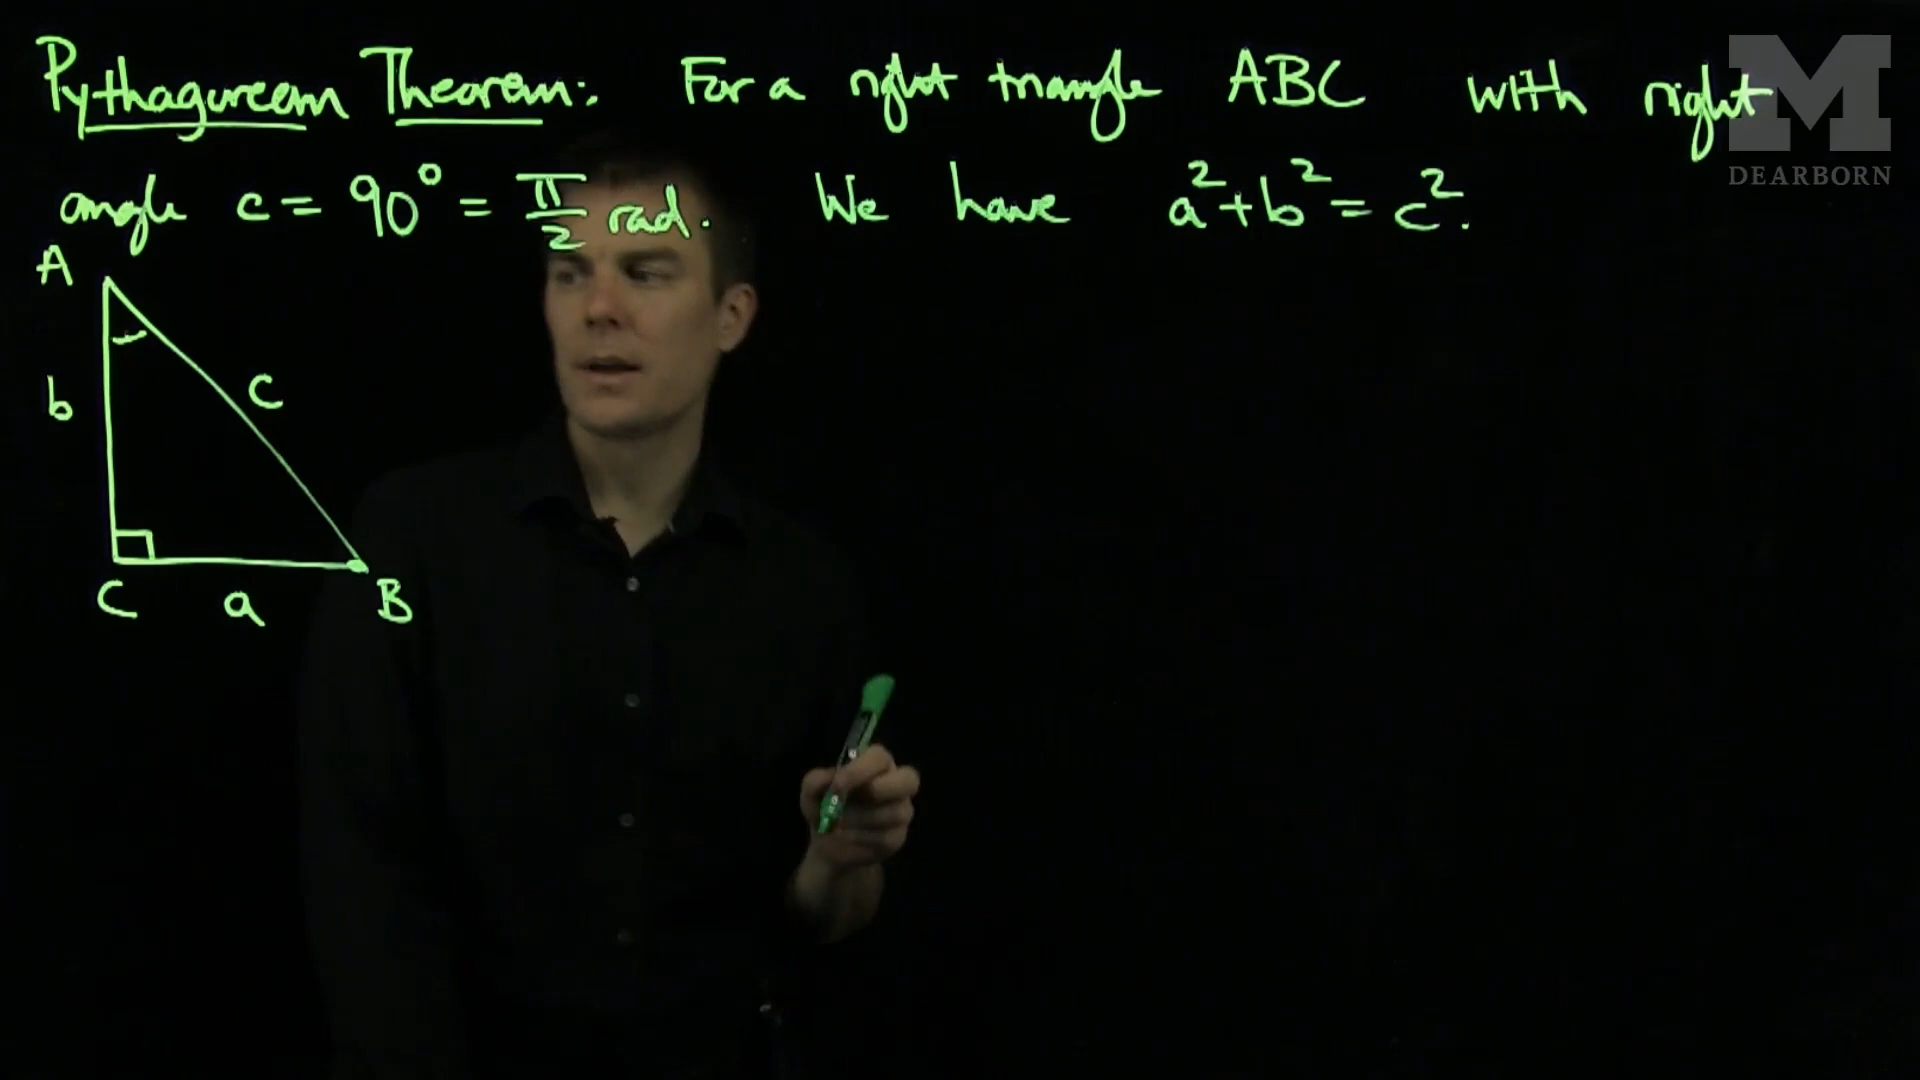 Pythagoream Theorem: For a right triangle ABC with right
angle c = 90° = π/2 rad. We have a² + b² = c².
A
b
c
C
a
B
M
DEARBORN